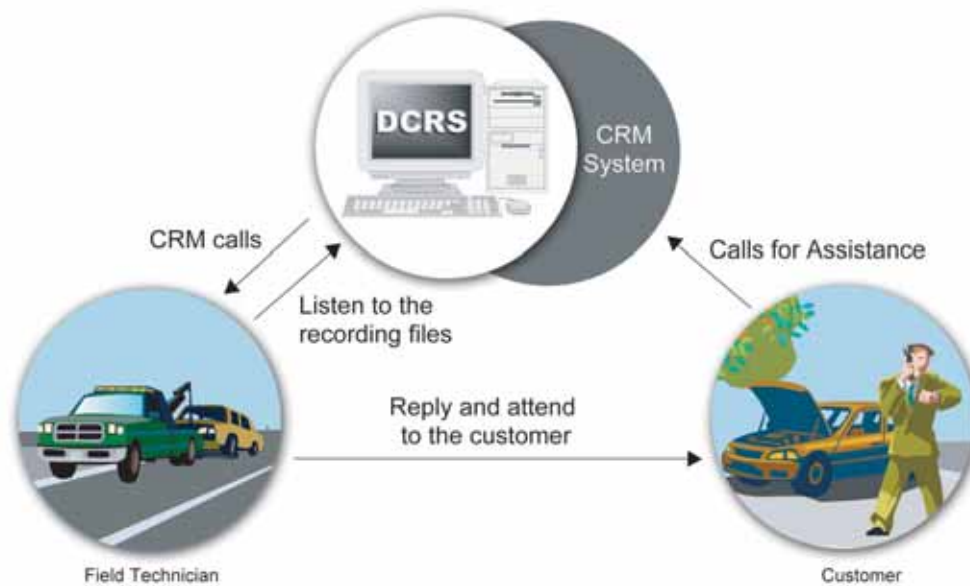 DCRS
CRM
System
CRM calls
Calls for Assistance
Listen to the
recording files
Reply and attend
to the customer
Field Technician
Customer